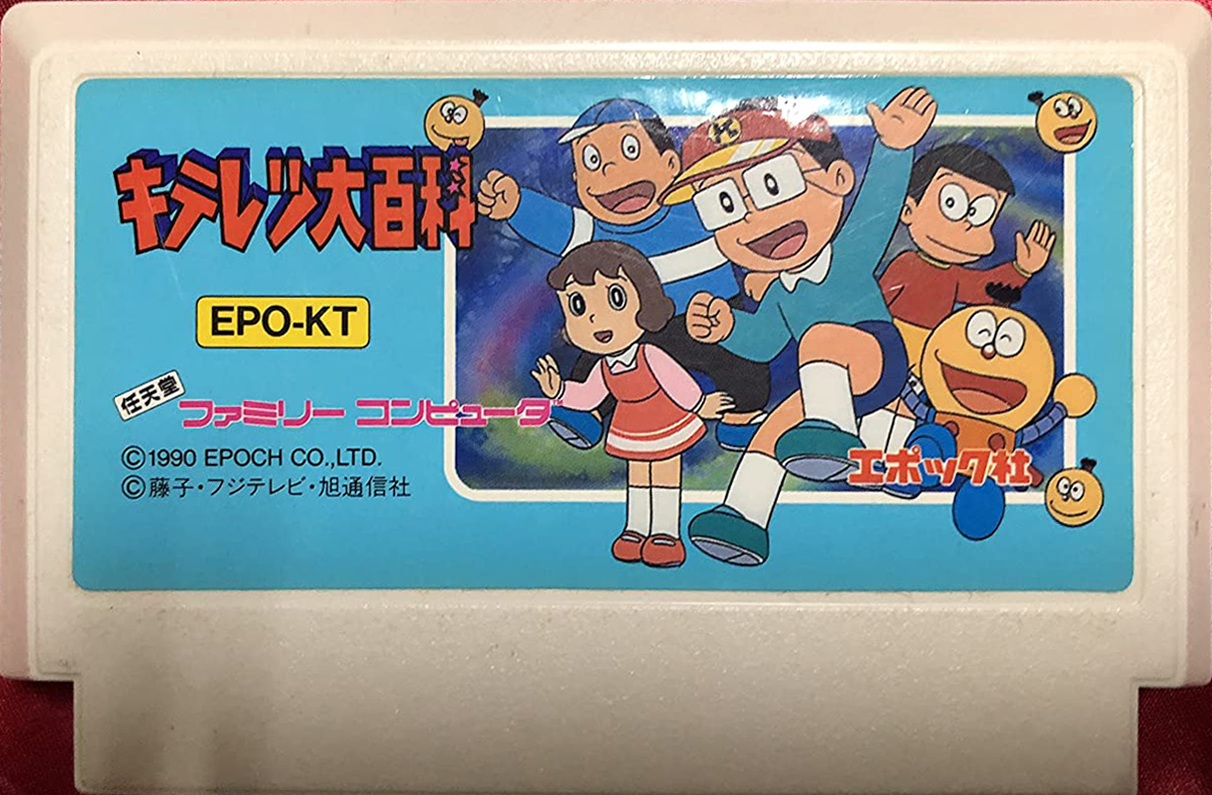 キテレツ大百科
EPO-KT
任天堂
ファミリー コンピュータ
©1990 EPOCH CO.,LTD.
©藤子・フジテレビ・旭通信社
エポック社